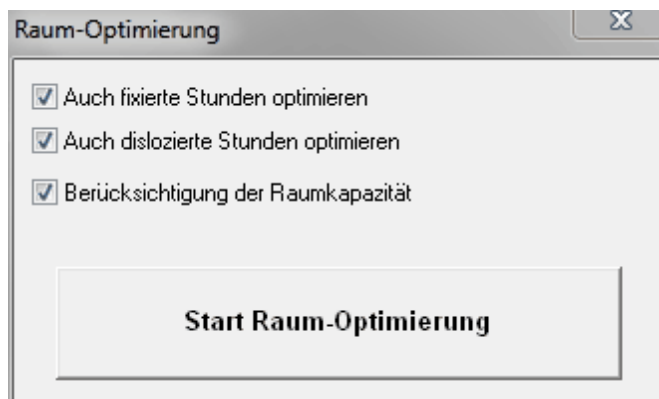 Raum-Optimierung
Auch fixierte Stunden optimieren
Auch dislozierte Stunden optimieren
Berücksichtigung der Raumkapazität
Start Raum-Optimierung